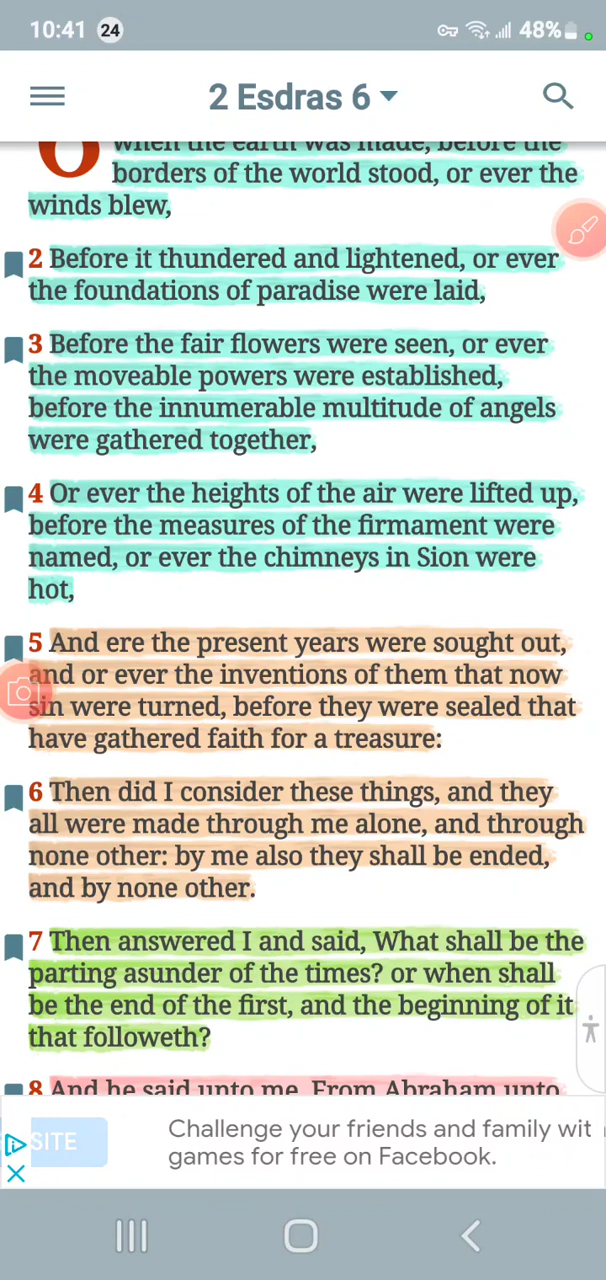 10:41 24 48%
2 Esdras 6
O when the earth was made, before the
borders of the world stood, or ever the
winds blew,
2 Before it thundered and lightened, or ever
the foundations of paradise were laid,
3 Before the fair flowers were seen, or ever
the moveable powers were established,
before the innumerable multitude of angels
were gathered together,
4 Or ever the heights of the air were lifted up,
before the measures of the firmament were
named, or ever the chimneys in Sion were
hot,
5 And ere the present years were sought out,
and or ever the inventions of them that now
sin were turned, before they were sealed that
have gathered faith for a treasure:
6 Then did I consider these things, and they
all were made through me alone, and through
none other: by me also they shall be ended,
and by none other.
7 Then answered I and said, What shall be the
parting asunder of the times? or when shall
be the end of the first, and the beginning of it
that followeth?
8 And he said unto me, From Abraham unto
SITE
Challenge your friends and family wit
games for free on Facebook.